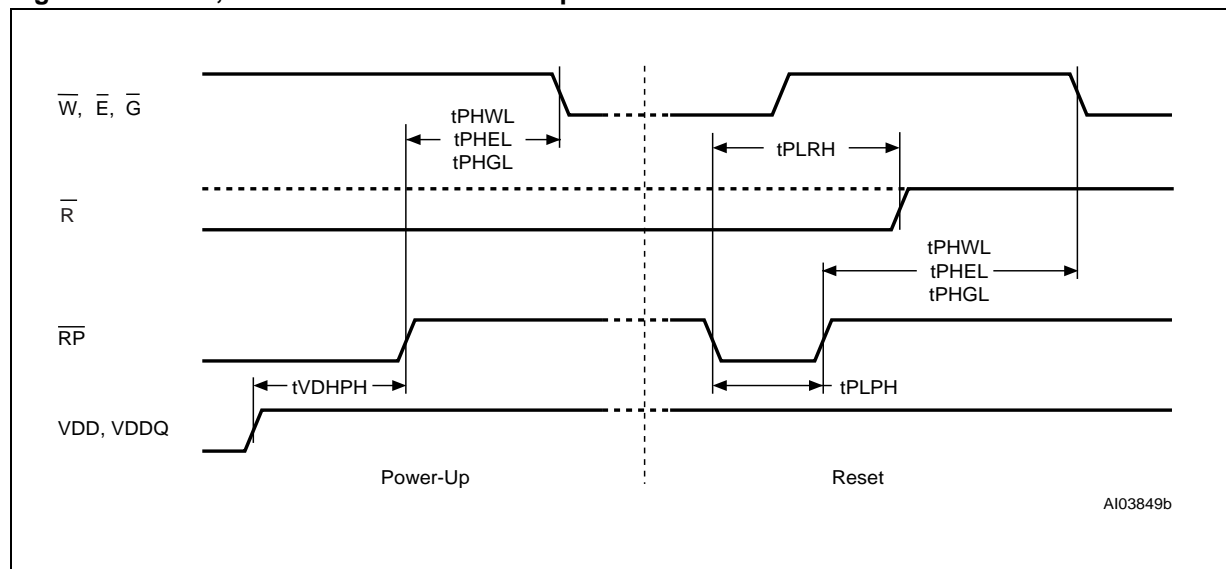 W, E, G
tPHWL
tPHEL
tPHGL
tPLRH
R
tPHWL
tPHEL
tPHGL
RP
tVDHPH
tPLPH
VDD, VDDQ
Power-Up
Reset
AI03849b